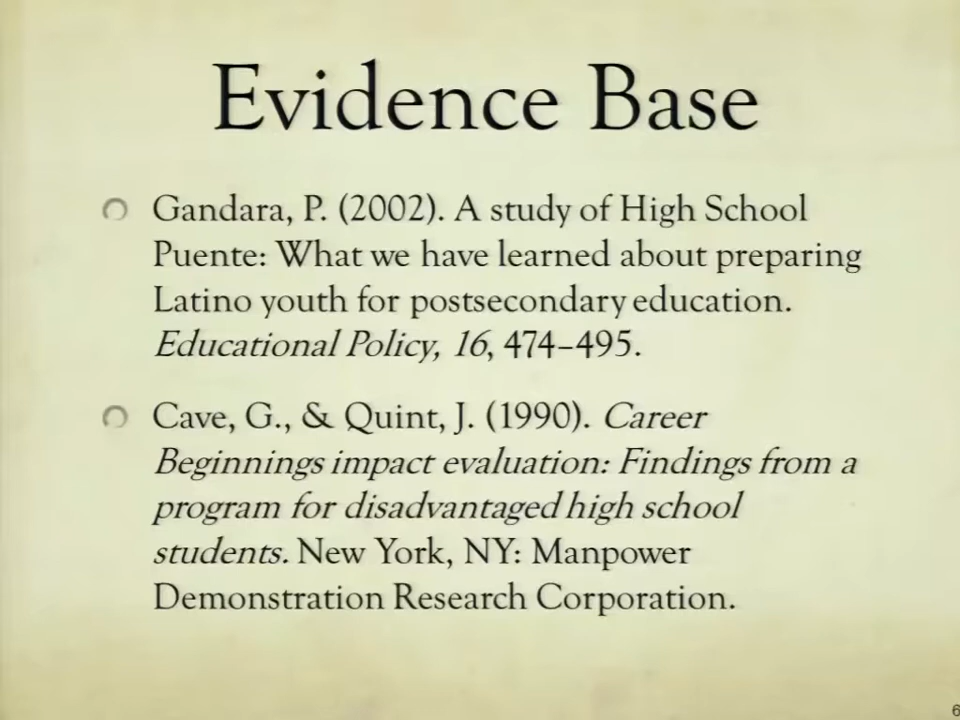 Evidence Base
Gandara, P. (2002). A study of High School
Puente: What we have learned about preparing
Latino youth for postsecondary education.
Educational Policy, 16, 474–495.
Cave, G., & Quint, J. (1990). Career
Beginnings impact evaluation: Findings from a
program for disadvantaged high school
students. New York, NY: Manpower
Demonstration Research Corporation.
6